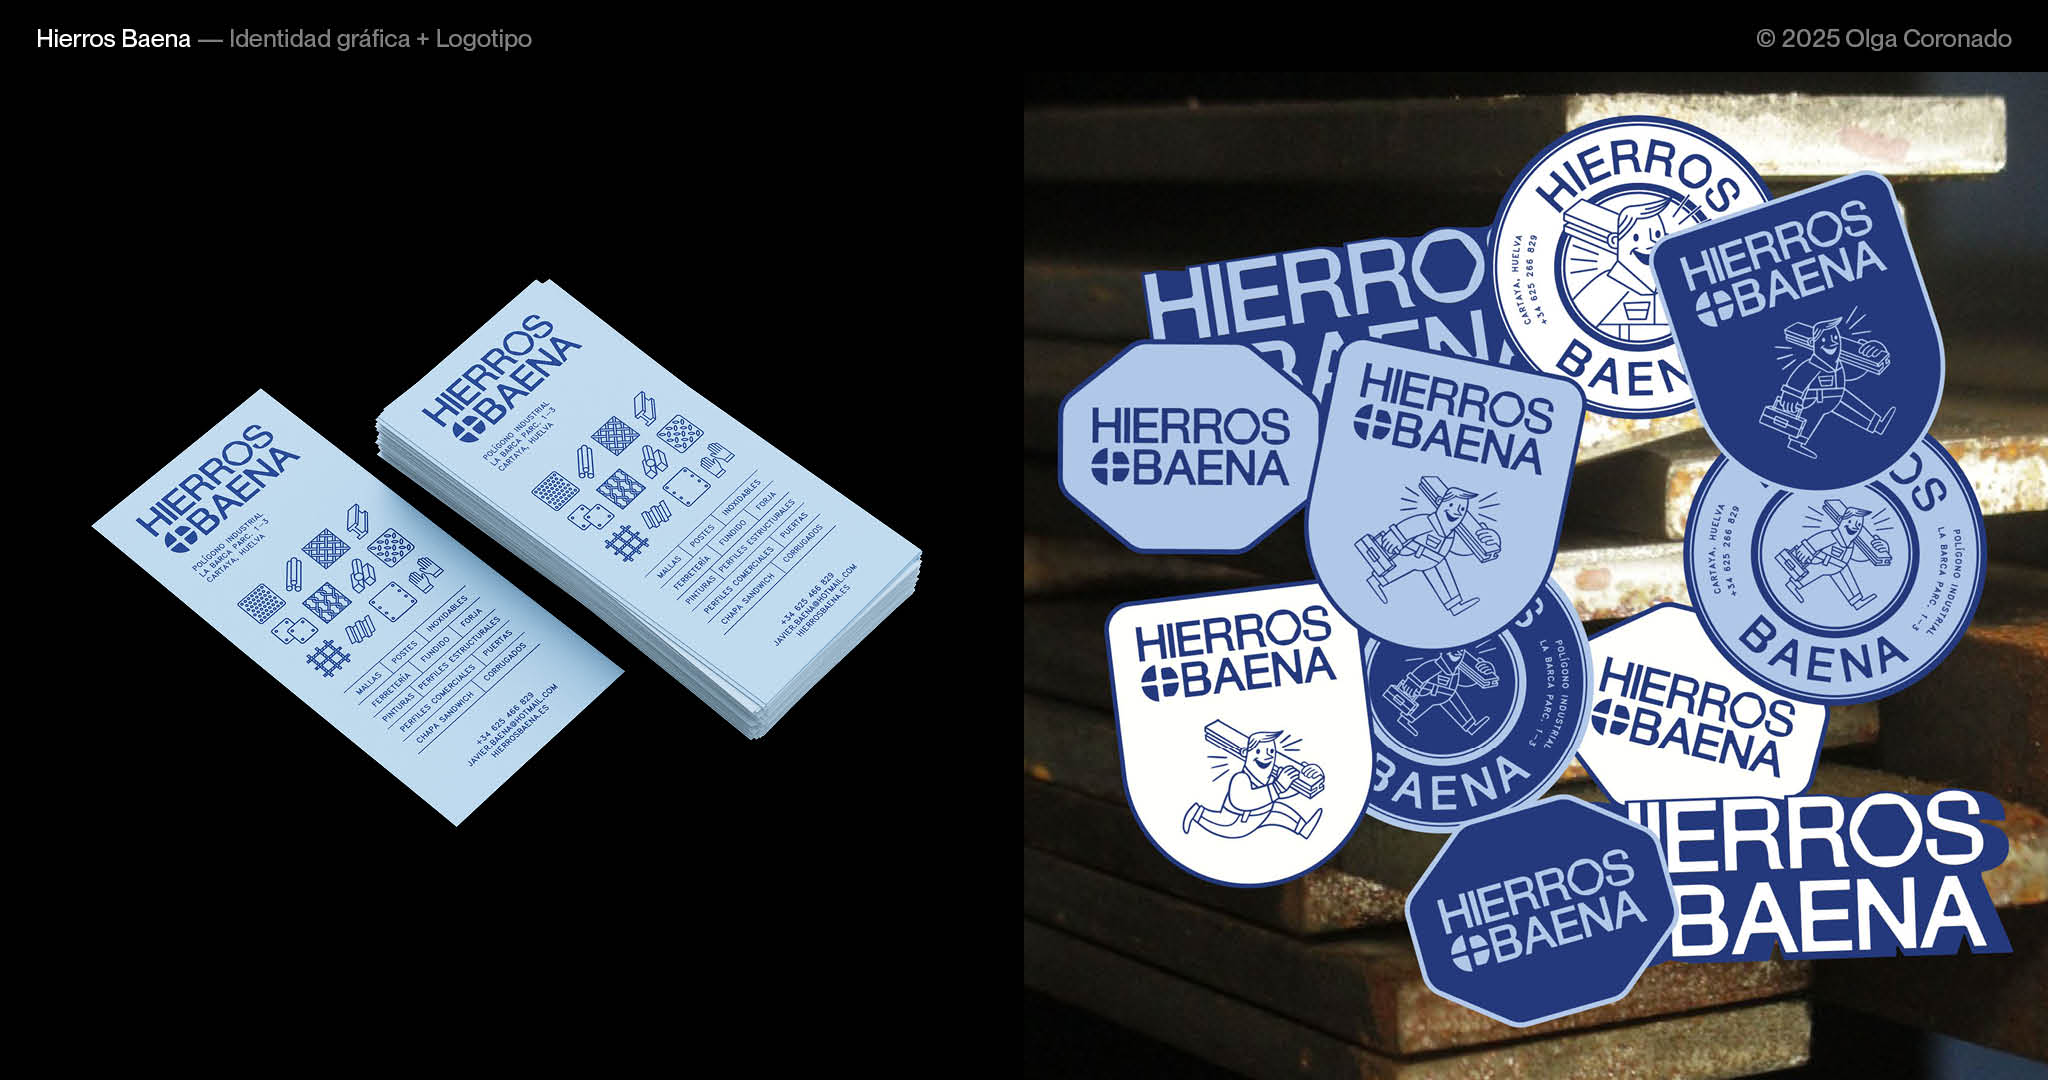 Hierros Baena — Identidad gráfica + Logotipo
© 2025 Olga Coronado
HIERROS
BAENA
POLÍGONO INDUSTRIAL
LA BARCA PARC. 1-3
CARTAYA, HUELVA
MALLAS POSTES INOXIDABLES
FERRETERÍA FUNDIDO FORJA
PINTURAS PERFILES ESTRUCTURALES
PERFILES COMERCIALES PUERTAS
CHAPA SANDWICH CORRUGADOS
+34 625 466 829
JAVIER.BAENA@HOTMAIL.COM
HIERROSBAENA.ES
HIERROS
BAENA
POLÍGONO INDUSTRIAL
LA BARCA PARC. 1-3
CARTAYA, HUELVA
MALLAS POSTES INOXIDABLES
FERRETERÍA FUNDIDO FORJA
PINTURAS PERFILES ESTRUCTURALES
PERFILES COMERCIALES PUERTAS
CHAPA SANDWICH CORRUGADOS
+34 625 466 829
JAVIER.BAENA@HOTMAIL.COM
HIERROSBAENA.ES
HIERROS
CARTAYA, HUELVA
+34 625 266 829
BAEN
HIERROS
BAENA
HIERRO
BAEN
HIERROS
BAENA
HIERROS
BAENA
OS
CARTAYA, HUELVA
+34 625 266 829
POLÍGONO INDUSTRIAL
LA BARCA PARC. 1-3
BAENA
HIERROS
BAENA
S
POLÍGONO INDUSTRIAL
LA BARCA PARC. 1-3
BAENA
HIERROS
BAENA
HIERROS
BAENA
HIERROS
BAENA